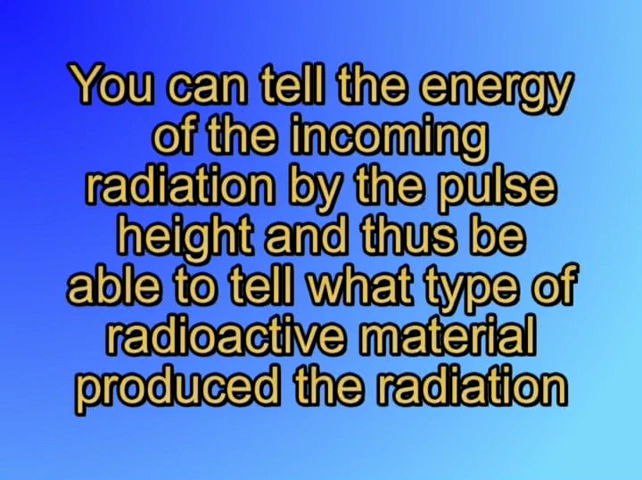 You can tell the energy
of the incoming
radiation by the pulse
height and thus be
able to tell what type of
radioactive material
produced the radiation